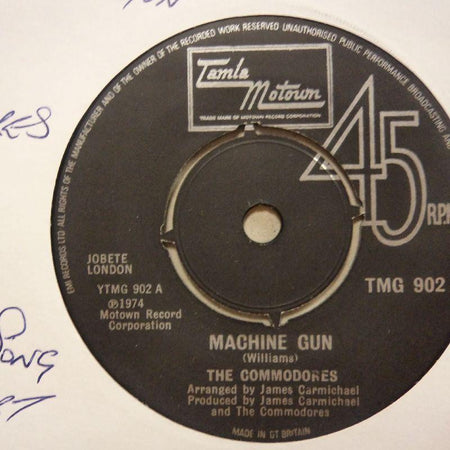 EMI RECORDS LTD ALL RIGHTS OF THE MANUFACTURER AND OF THE OWNER OF THE RECORDED WORK RESERVED UNAUTHORISED PUBLIC PERFORMANCE BROADCASTING AND
Tamla
Motown
TRADE MARK OF MOTOWN RECORD CORPORATION
45
RPM
JOBETE
LONDON
YTMG 902 A
℗1974
Motown Record
Corporation
TMG 902
MACHINE GUN
(Williams)
THE COMMODORES
Arranged by James Carmichael
Produced by James Carmichael
and The Commodores
MADE IN GT BRITAIN
SONG